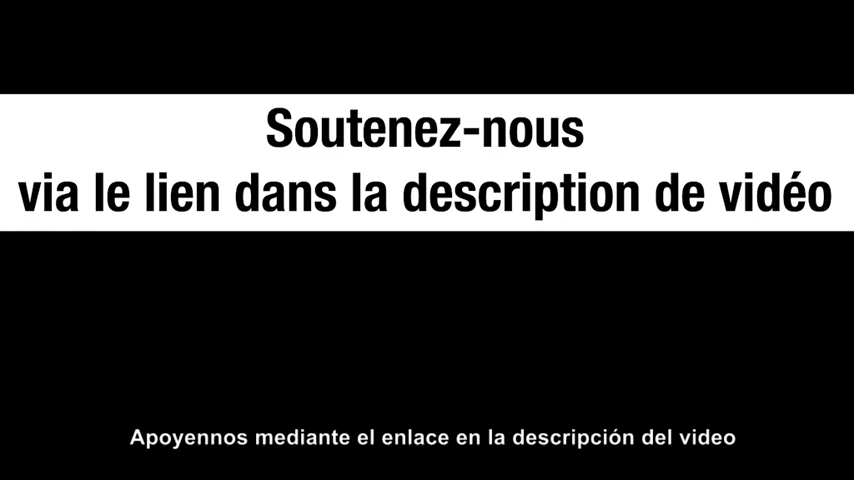 Soutenez-nous
via le lien dans la description de vidéo
Apoyennos mediante el enlace en la descripción del video